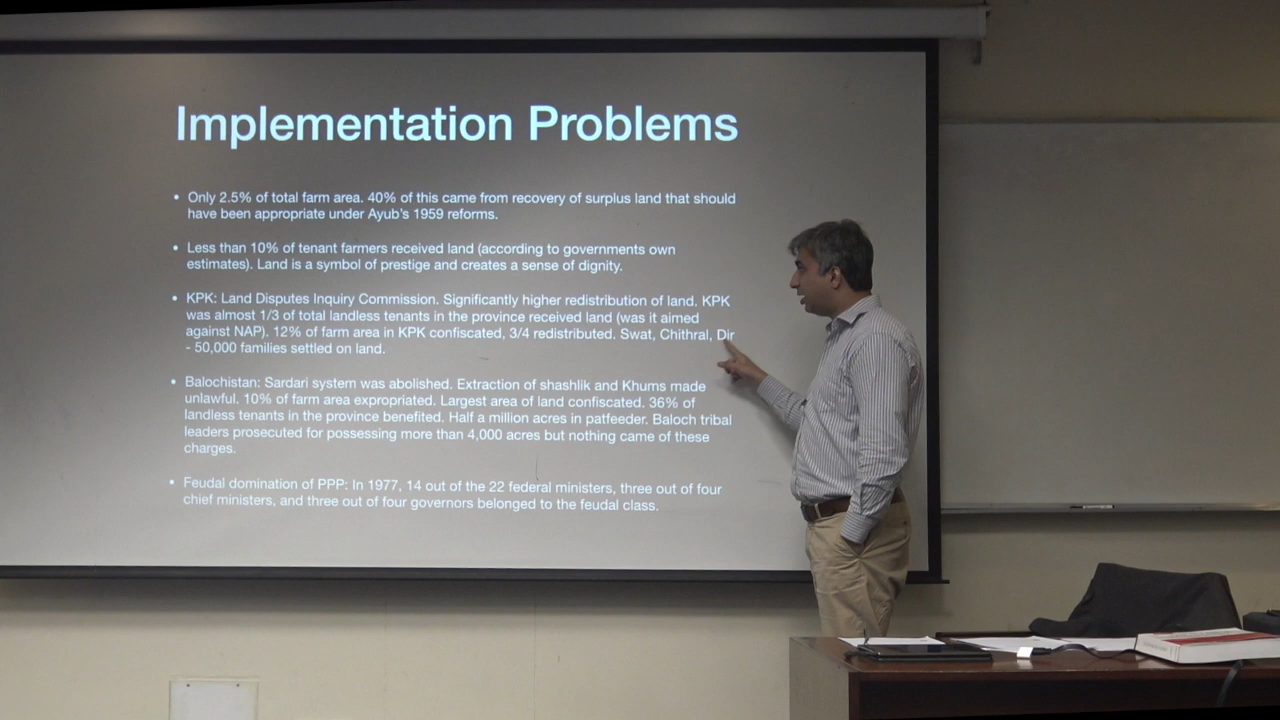 Implementation Problems
• Only 2.5% of total farm area. 40% of this came from recovery of surplus land that should
have been appropriate under Ayub's 1959 reforms.
• Less than 10% of tenant farmers received land (according to governments own
estimates). Land is a symbol of prestige and creates a sense of dignity.
• KPK: Land Disputes Inquiry Commission. Significantly higher redistribution of land. KPK
was almost 1/3 of total landless tenants in the province received land (was it aimed
against NAP). 12% of farm area in KPK confiscated, 3/4 redistributed. Swat, Chithral, Dir
- 50,000 families settled on land.
• Balochistan: Sardari system was abolished. Extraction of shashlik and Khums made
unlawful. 10% of farm area expropriated. Largest area of land confiscated. 36% of
landless tenants in the province benefited. Half a million acres in patfeeder. Baloch tribal
leaders prosecuted for possessing more than 4,000 acres but nothing came of these
charges.
• Feudal domination of PPP: In 1977, 14 out of the 22 federal ministers, three out of four
chief ministers, and three out of four governors belonged to the feudal class.